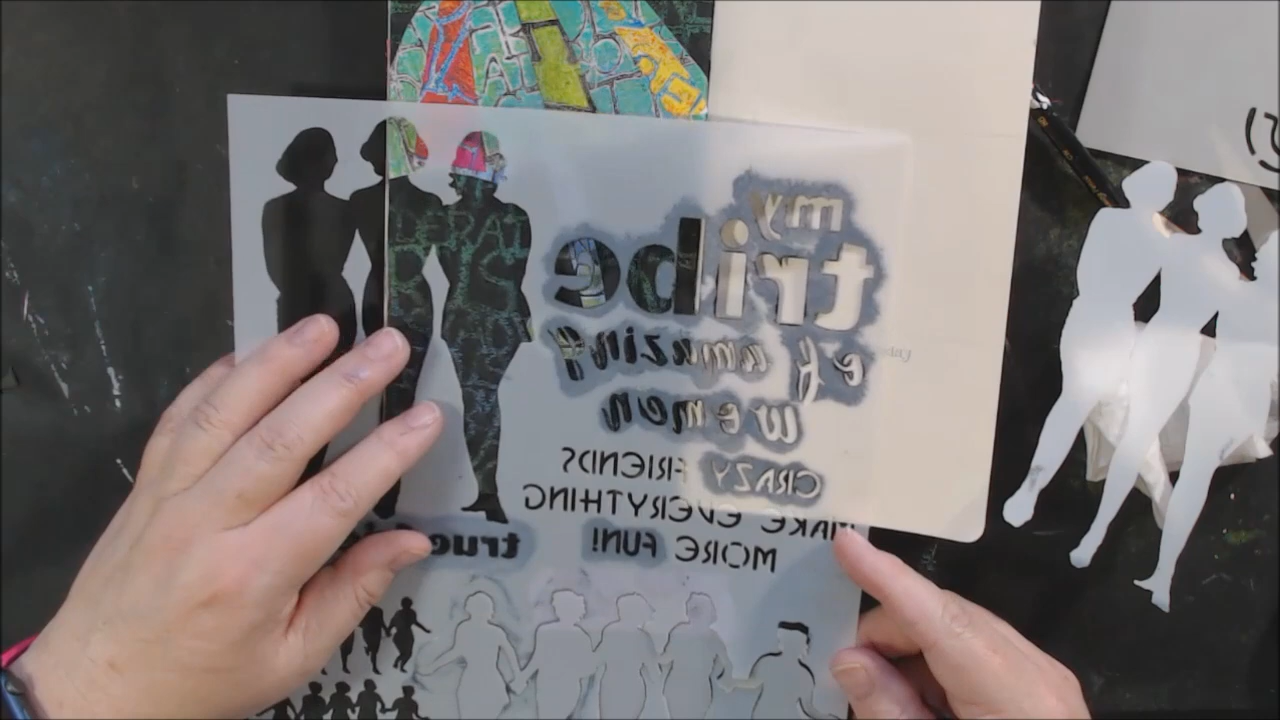 my
tribe
of amazing
women
CRAZY FRIENDS
MAKE EVERYTHING
MORE FUN!
true